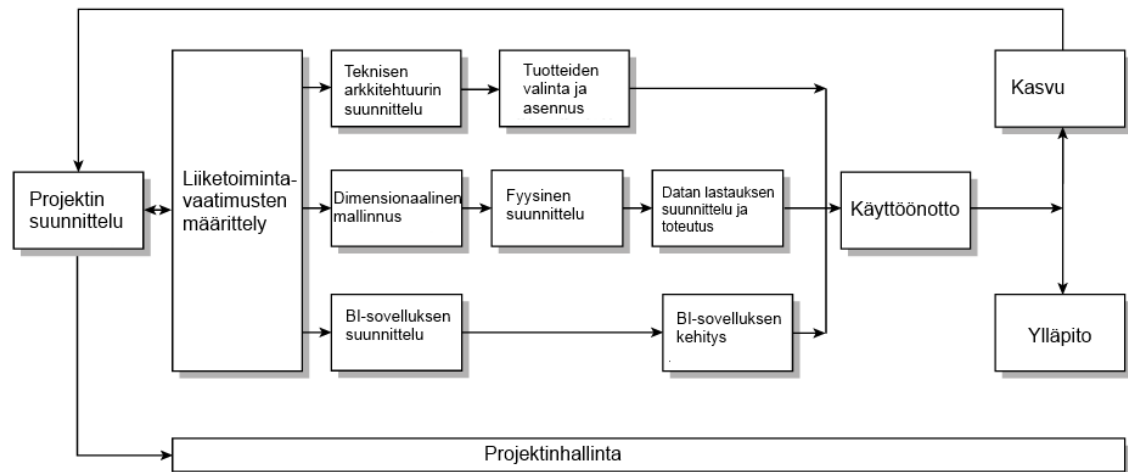 Teknisen
arkkitehtuurin
suunnittelu
Tuotteiden
valinta ja
asennus
Kasvu
Projektin
suunnittelu
Liiketoiminta-
vaatimusten
määrittely
Dimensionaalinen
mallinnus
Fyysinen
suunnittelu
Datan lastauksen
suunnittelu ja
toteutus
Käyttöönotto
BI-sovelluksen
suunnittelu
BI-sovelluksen
kehitys
.
Ylläpito
Projektinhallinta